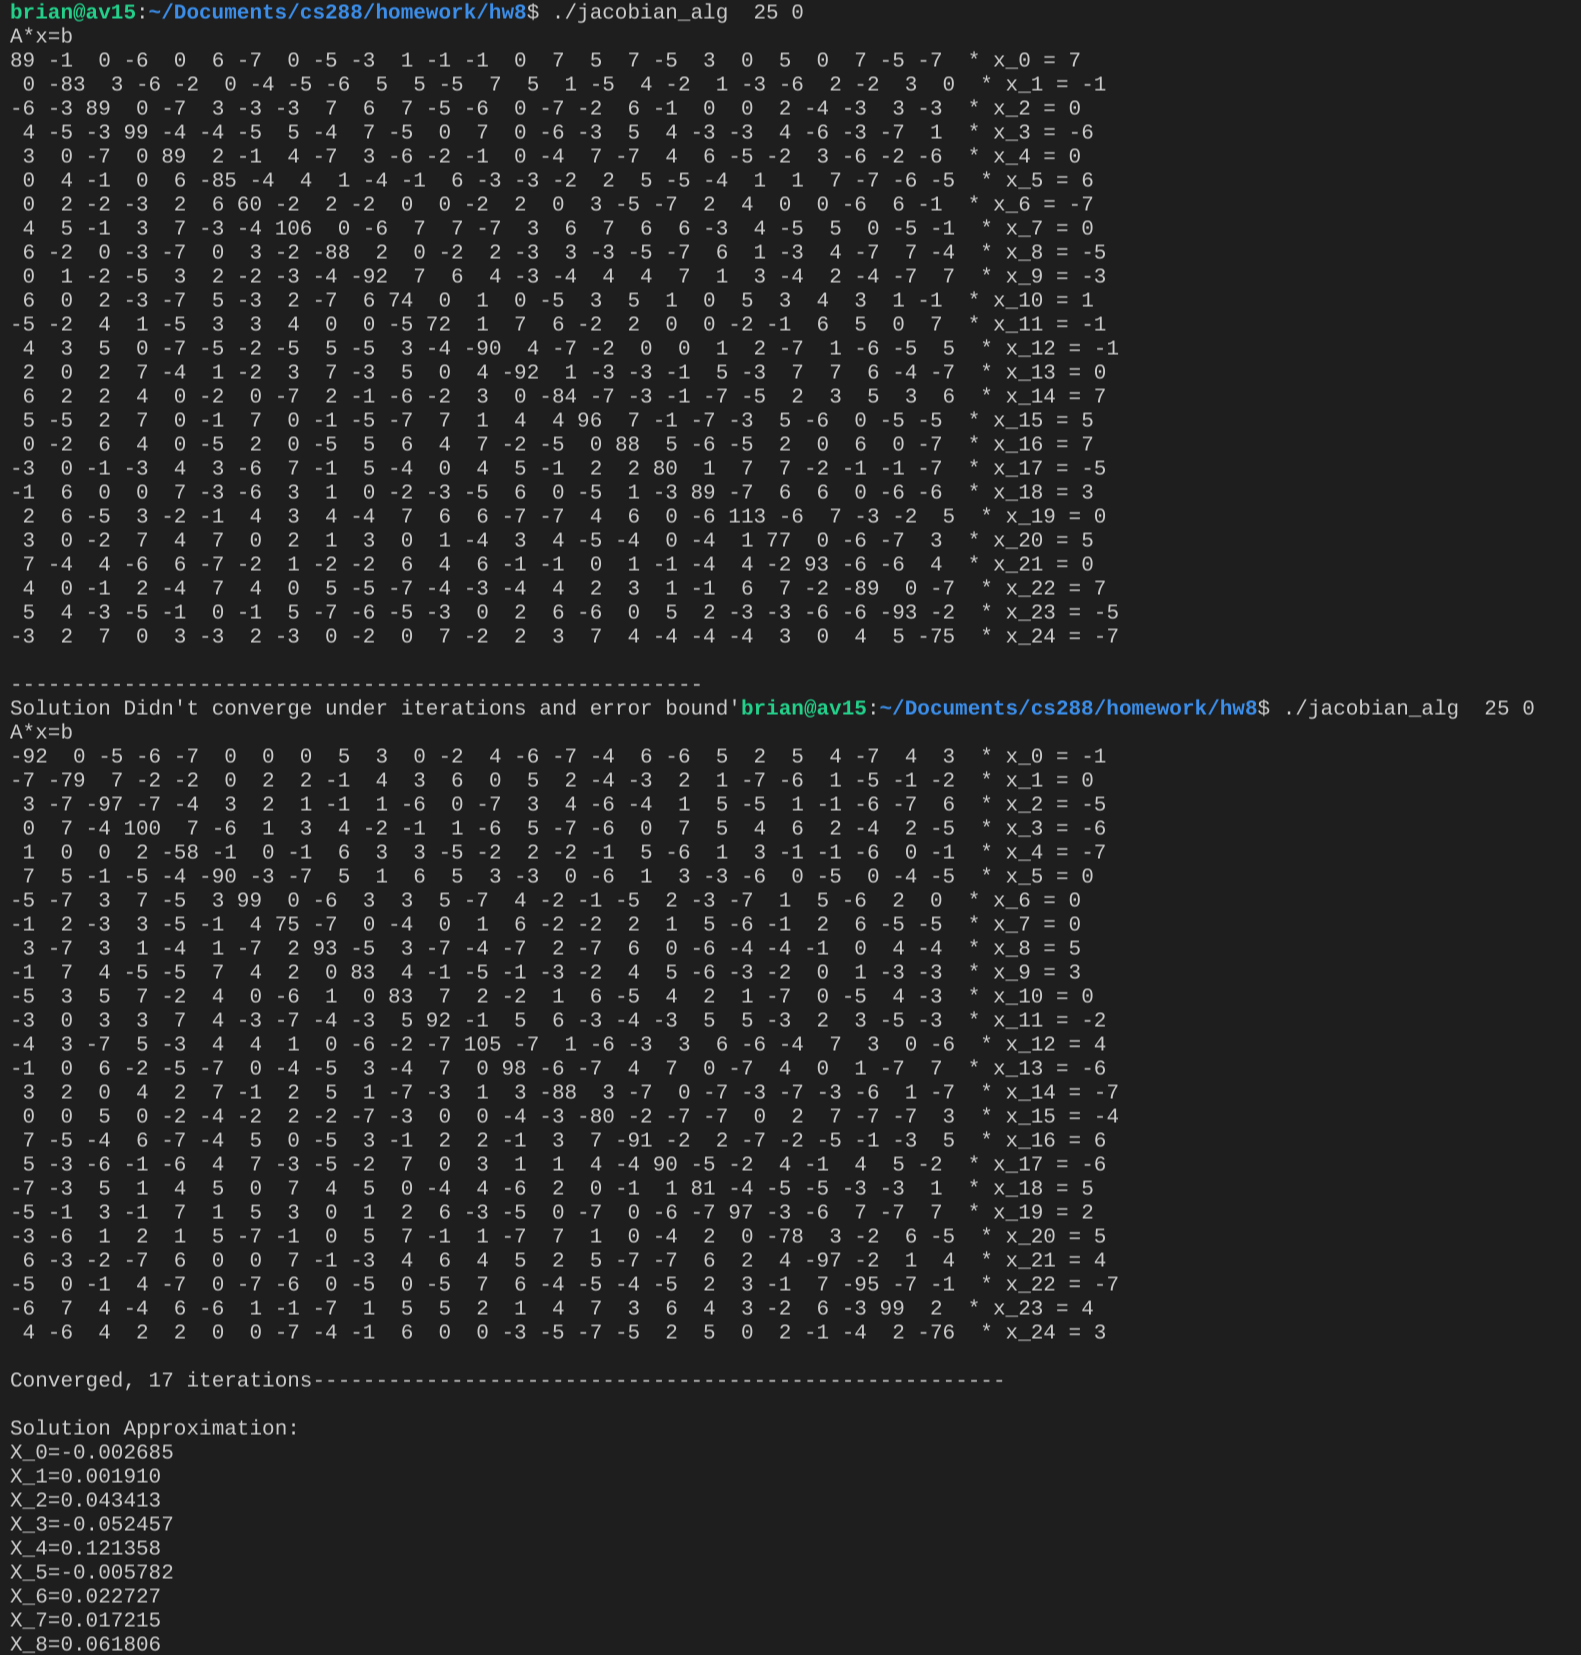 brian@av15:~/Documents/cs288/homework/hw8$ ./jacobian_alg  25 0
A*x=b
89 -1  0 -6  0  6 -7  0 -5 -3  1 -1 -1  0  7  5  7 -5  3  0  5  0  7 -5 -7  * x_0 = 7
 0 -83  3 -6 -2  0 -4 -5 -6  5  5 -5  7  5  1 -5  4 -2  1 -3 -6  2 -2  3  0  * x_1 = -1
-6 -3 89  0 -7  3 -3 -3  7  6  7 -5 -6  0 -7 -2  6 -1  0  0  2 -4 -3  3 -3  * x_2 = 0
 4 -5 -3 99 -4 -4 -5  5 -4  7 -5  0  7  0 -6 -3  5  4 -3 -3  4 -6 -3 -7  1  * x_3 = -6
 3  0 -7  0 89  2 -1  4 -7  3 -6 -2 -1  0 -4  7 -7  4  6 -5 -2  3 -6 -2 -6  * x_4 = 0
 0  4 -1  0  6 -85 -4  4  1 -4 -1  6 -3 -3 -2  2  5 -5 -4  1  1  7 -7 -6 -5  * x_5 = 6
 0  2 -2 -3  2  6 60 -2  2 -2  0  0 -2  2  0  3 -5 -7  2  4  0  0 -6  6 -1  * x_6 = -7
 4  5 -1  3  7 -3 -4 106  0 -6  7  7 -7  3  6  7  6  6 -3  4 -5  5  0 -5 -1  * x_7 = 0
 6 -2  0 -3 -7  0  3 -2 -88  2  0 -2  2 -3  3 -3 -5 -7  6  1 -3  4 -7  7 -4  * x_8 = -5
 0  1 -2 -5  3  2 -2 -3 -4 -92  7  6  4 -3 -4  4  4  7  1  3 -4  2 -4 -7  7  * x_9 = -3
 6  0  2 -3 -7  5 -3  2 -7  6 74  0  1  0 -5  3  5  1  0  5  3  4  3  1 -1  * x_10 = 1
-5 -2  4  1 -5  3  3  4  0  0 -5 72  1  7  6 -2  2  0  0 -2 -1  6  5  0  7  * x_11 = -1
 4  3  5  0 -7 -5 -2 -5  5 -5  3 -4 -90  4 -7 -2  0  0  1  2 -7  1 -6 -5  5  * x_12 = -1
 2  0  2  7 -4  1 -2  3  7 -3  5  0  4 -92  1 -3 -3 -1  5 -3  7  7  6 -4 -7  * x_13 = 0
 6  2  2  4  0 -2  0 -7  2 -1 -6 -2  3  0 -84 -7 -3 -1 -7 -5  2  3  5  3  6  * x_14 = 7
 5 -5  2  7  0 -1  7  0 -1 -5 -7  7  1  4  4 96  7 -1 -7 -3  5 -6  0 -5 -5  * x_15 = 5
 0 -2  6  4  0 -5  2  0 -5  5  6  4  7 -2 -5  0 88  5 -6 -5  2  0  6  0 -7  * x_16 = 7
-3  0 -1 -3  4  3 -6  7 -1  5 -4  0  4  5 -1  2  2 80  1  7  7 -2 -1 -1 -7  * x_17 = -5
-1  6  0  0  7 -3 -6  3  1  0 -2 -3 -5  6  0 -5  1 -3 89 -7  6  6  0 -6 -6  * x_18 = 3
 2  6 -5  3 -2 -1  4  3  4 -4  7  6  6 -7 -7  4  6  0 -6 113 -6  7 -3 -2  5  * x_19 = 0
 3  0 -2  7  4  7  0  2  1  3  0  1 -4  3  4 -5 -4  0 -4  1 77  0 -6 -7  3  * x_20 = 5
 7 -4  4 -6  6 -7 -2  1 -2 -2  6  4  6 -1 -1  0  1 -1 -4  4 -2 93 -6 -6  4  * x_21 = 0
 4  0 -1  2 -4  7  4  0  5 -5 -7 -4 -3 -4  4  2  3  1 -1  6  7 -2 -89  0 -7  * x_22 = 7
 5  4 -3 -5 -1  0 -1  5 -7 -6 -5 -3  0  2  6 -6  0  5  2 -3 -3 -6 -6 -93 -2  * x_23 = -5
-3  2  7  0  3 -3  2 -3  0 -2  0  7 -2  2  3  7  4 -4 -4 -4  3  0  4  5 -75  * x_24 = -7
-------------------------------------------------------
Solution Didn't converge under iterations and error bound'brian@av15:~/Documents/cs288/homework/hw8$ ./jacobian_alg  25 0
A*x=b
-92  0 -5 -6 -7  0  0  0  5  3  0 -2  4 -6 -7 -4  6 -6  5  2  5  4 -7  4  3  * x_0 = -1
-7 -79  7 -2 -2  0  2  2 -1  4  3  6  0  5  2 -4 -3  2  1 -7 -6  1 -5 -1 -2  * x_1 = 0
 3 -7 -97 -7 -4  3  2  1 -1  1 -6  0 -7  3  4 -6 -4  1  5 -5  1 -1 -6 -7  6  * x_2 = -5
 0  7 -4 100  7 -6  1  3  4 -2 -1  1 -6  5 -7 -6  0  7  5  4  6  2 -4  2 -5  * x_3 = -6
 1  0  0  2 -58 -1  0 -1  6  3  3 -5 -2  2 -2 -1  5 -6  1  3 -1 -1 -6  0 -1  * x_4 = -7
 7  5 -1 -5 -4 -90 -3 -7  5  1  6  5  3 -3  0 -6  1  3 -3 -6  0 -5  0 -4 -5  * x_5 = 0
-5 -7  3  7 -5  3 99  0 -6  3  3  5 -7  4 -2 -1 -5  2 -3 -7  1  5 -6  2  0  * x_6 = 0
-1  2 -3  3 -5 -1  4 75 -7  0 -4  0  1  6 -2 -2  2  1  5 -6 -1  2  6 -5 -5  * x_7 = 0
 3 -7  3  1 -4  1 -7  2 93 -5  3 -7 -4 -7  2 -7  6  0 -6 -4 -4 -1  0  4 -4  * x_8 = 5
-1  7  4 -5 -5  7  4  2  0 83  4 -1 -5 -1 -3 -2  4  5 -6 -3 -2  0  1 -3 -3  * x_9 = 3
-5  3  5  7 -2  4  0 -6  1  0 83  7  2 -2  1  6 -5  4  2  1 -7  0 -5  4 -3  * x_10 = 0
-3  0  3  3  7  4 -3 -7 -4 -3  5 92 -1  5  6 -3 -4 -3  5  5 -3  2  3 -5 -3  * x_11 = -2
-4  3 -7  5 -3  4  4  1  0 -6 -2 -7 105 -7  1 -6 -3  3  6 -6 -4  7  3  0 -6  * x_12 = 4
-1  0  6 -2 -5 -7  0 -4 -5  3 -4  7  0 98 -6 -7  4  7  0 -7  4  0  1 -7  7  * x_13 = -6
 3  2  0  4  2  7 -1  2  5  1 -7 -3  1  3 -88  3 -7  0 -7 -3 -7 -3 -6  1 -7  * x_14 = -7
 0  0  5  0 -2 -4 -2  2 -2 -7 -3  0  0 -4 -3 -80 -2 -7 -7  0  2  7 -7 -7  3  * x_15 = -4
 7 -5 -4  6 -7 -4  5  0 -5  3 -1  2  2 -1  3  7 -91 -2  2 -7 -2 -5 -1 -3  5  * x_16 = 6
 5 -3 -6 -1 -6  4  7 -3 -5 -2  7  0  3  1  1  4 -4 90 -5 -2  4 -1  4  5 -2  * x_17 = -6
-7 -3  5  1  4  5  0  7  4  5  0 -4  4 -6  2  0 -1  1 81 -4 -5 -5 -3 -3  1  * x_18 = 5
-5 -1  3 -1  7  1  5  3  0  1  2  6 -3 -5  0 -7  0 -6 -7 97 -3 -6  7 -7  7  * x_19 = 2
-3 -6  1  2  1  5 -7 -1  0  5  7 -1  1 -7  7  1  0 -4  2  0 -78  3 -2  6 -5  * x_20 = 5
 6 -3 -2 -7  6  0  0  7 -1 -3  4  6  4  5  2  5 -7 -7  6  2  4 -97 -2  1  4  * x_21 = 4
-5  0 -1  4 -7  0 -7 -6  0 -5  0 -5  7  6 -4 -5 -4 -5  2  3 -1  7 -95 -7 -1  * x_22 = -7
-6  7  4 -4  6 -6  1 -1 -7  1  5  5  2  1  4  7  3  6  4  3 -2  6 -3 99  2  * x_23 = 4
 4 -6  4  2  2  0  0 -7 -4 -1  6  0  0 -3 -5 -7 -5  2  5  0  2 -1 -4  2 -76  * x_24 = 3
Converged, 17 iterations-------------------------------------------------------
Solution Approximation:
X_0=-0.002685
X_1=0.001910
X_2=0.043413
X_3=-0.052457
X_4=0.121358
X_5=-0.005782
X_6=0.022727
X_7=0.017215
X_8=0.061806